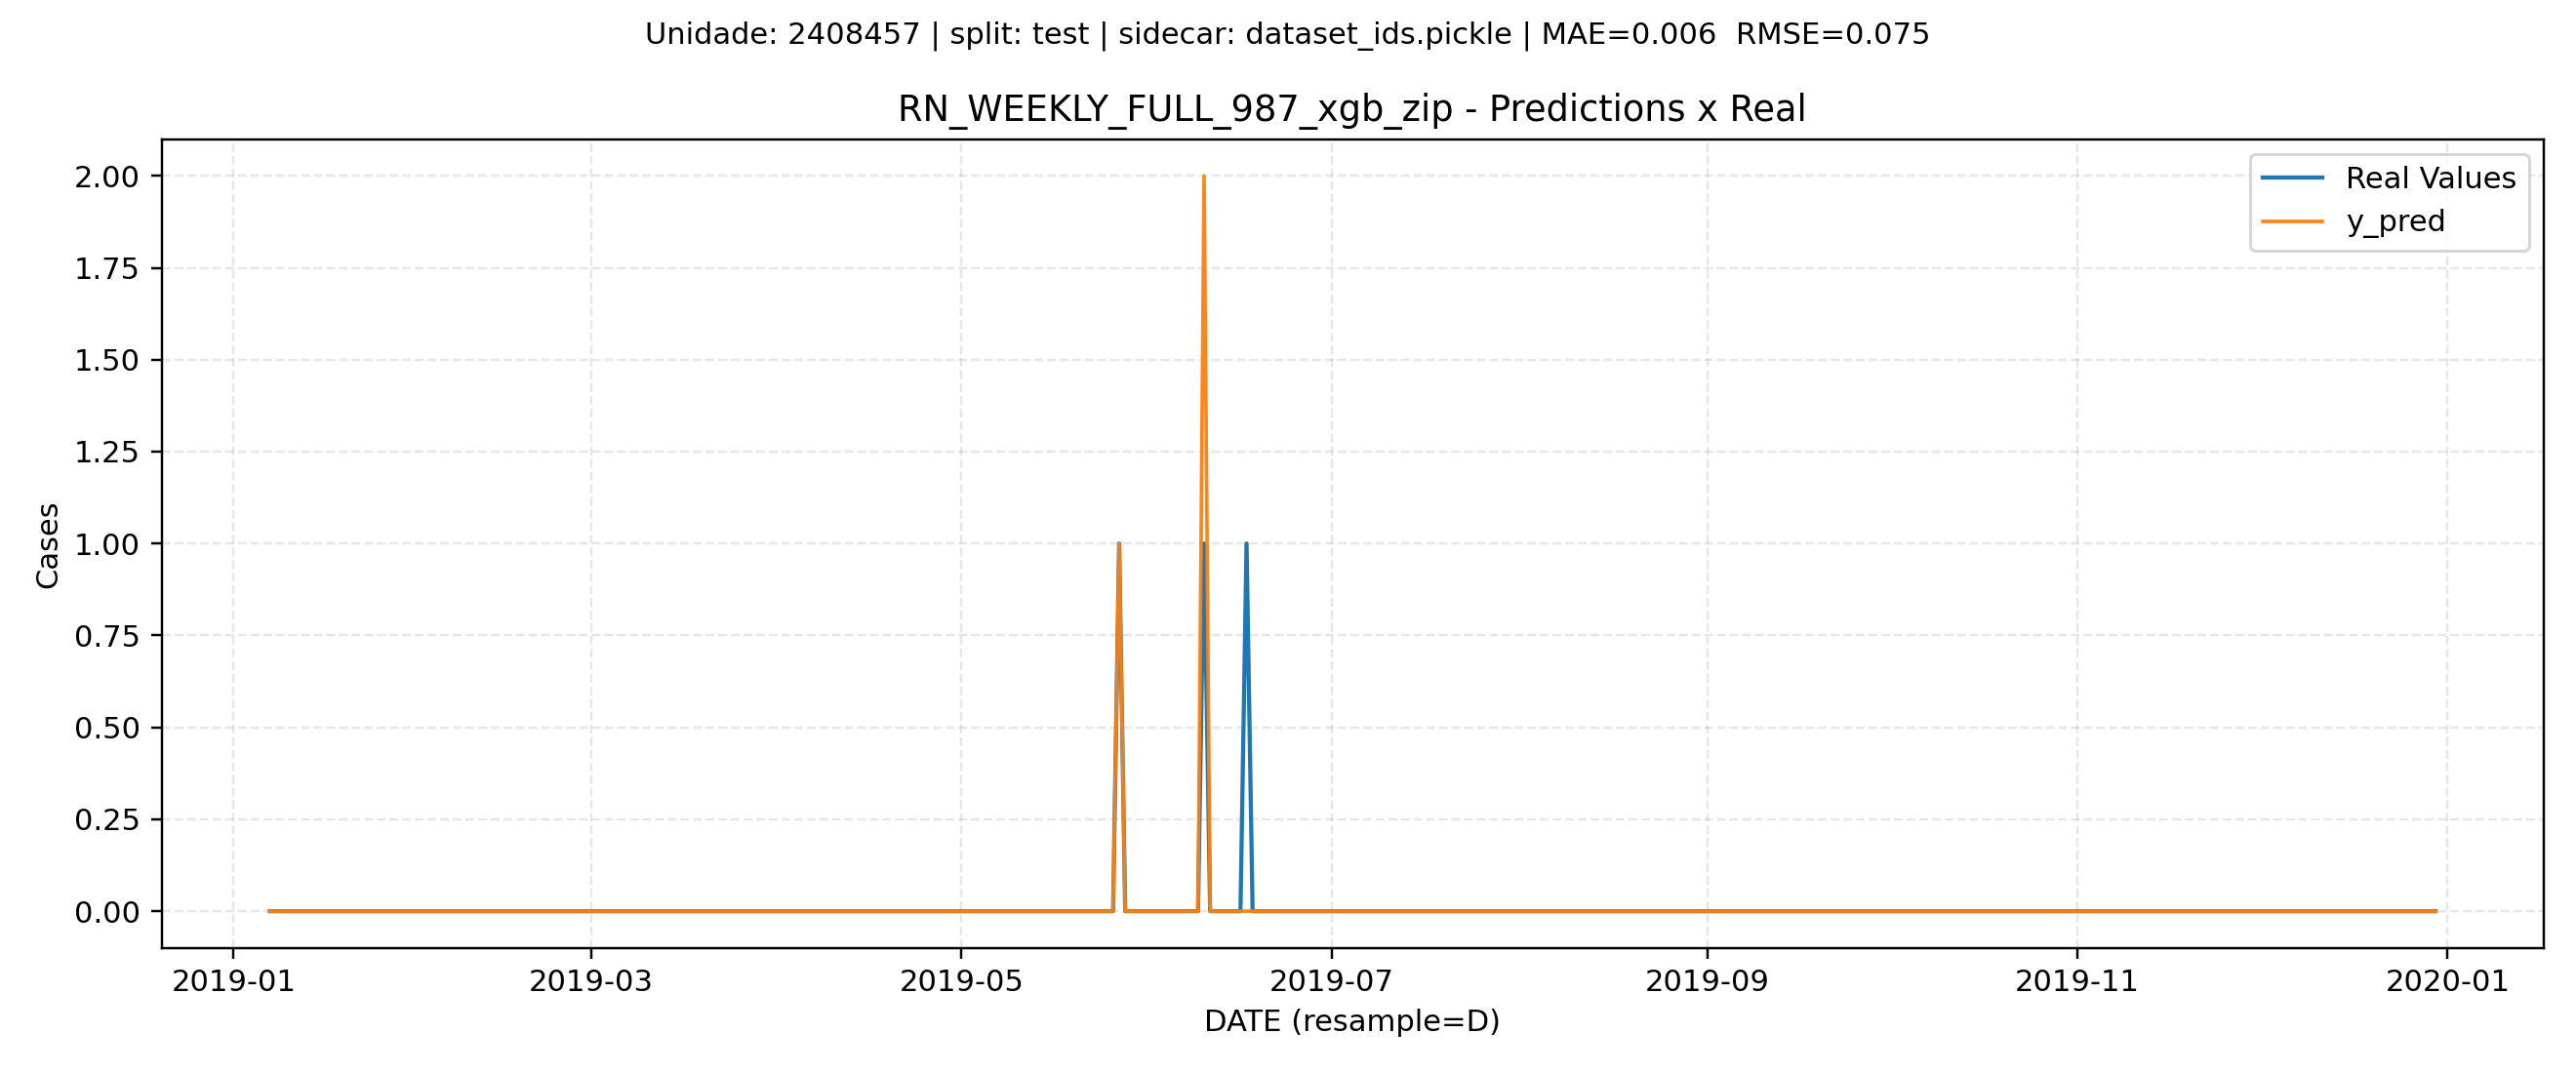 Unidade: 2408457 | split: test | sidecar: dataset_ids.pickle | MAE=0.006  RMSE=0.075
RN_WEEKLY_FULL_987_xgb_zip - Predictions x Real
Real Values
y_pred
2.00
1.75
1.50
1.25
1.00
0.75
0.50
0.25
0.00
Cases
2019-01
2019-03
2019-05
2019-07
2019-09
2019-11
2020-01
DATE (resample=D)